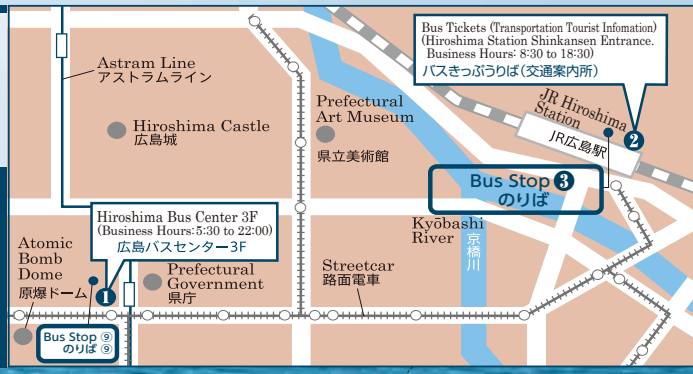 Bus Tickets (Transportation Tourist Infomation)
(Hiroshima Station Shinkansen Entrance.
Business Hours: 8:30 to 18:30)
バスきっぷうりば(交通案内所)
Astram Line
アストラムライン
Hiroshima Castle
広島城
Prefectural
Art Museum
県立美術館
JR Hiroshima
Station
JR広島駅
❷
Bus Stop ❸
のりば
Hiroshima Bus Center 3F
(Business Hours:5:30 to 22:00)
広島バスセンター3F
Kyōbashi
River
京橋川
Atomic
Bomb
Dome
原爆ドーム
❶
Prefectural
Government
県庁
Streetcar
路面電車
Bus Stop ⑨
のりば ⑨